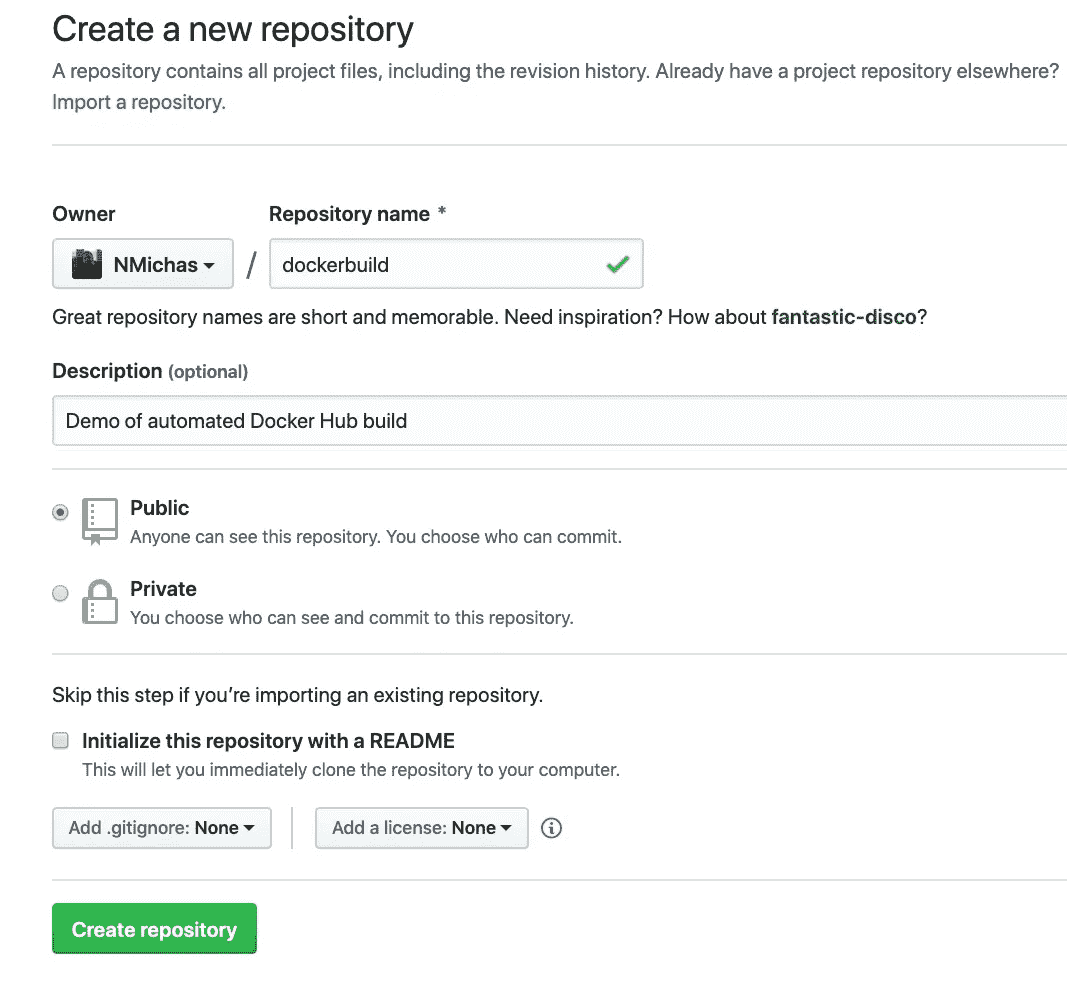 Create a new repository
A repository contains all project files, including the revision history. Already have a project repository elsewhere?
Import a repository.
Owner
Repository name *
NMichas
/
dockerbuild
Great repository names are short and memorable. Need inspiration? How about fantastic-disco?
Description (optional)
Demo of automated Docker Hub build
Public
Anyone can see this repository. You choose who can commit.
Private
You choose who can see and commit to this repository.
Skip this step if you’re importing an existing repository.
Initialize this repository with a README
This will let you immediately clone the repository to your computer.
Add .gitignore: None
Add a license: None
Create repository